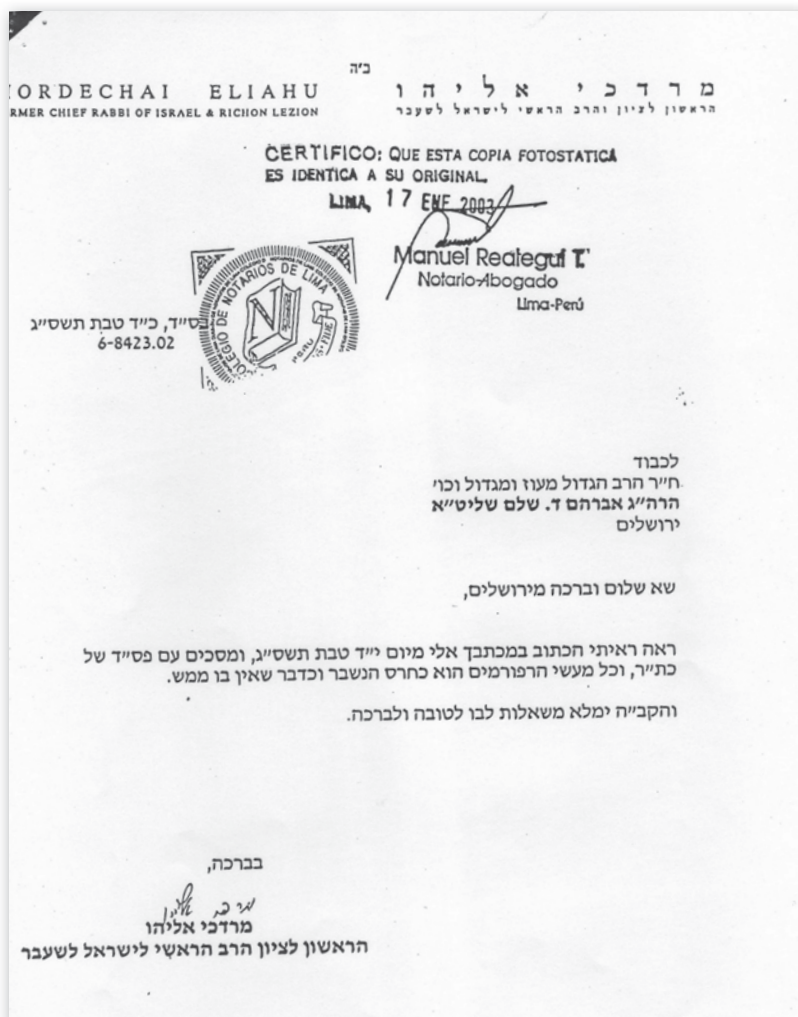 ב״ה
ORDECHAI ELIAHU
מרדכי אליהו
RMER CHIEF RABBI OF ISRAEL & RICHON LEZION
הראשון לציון והרב הראשי לישראל לשעבר
CERTIFICO: QUE ESTA COPIA FOTOSTATICA
ES IDENTICA A SU ORIGINAL.
LIMA, 17 ENE 2003
Manuel Reategui T.
Notario-Abogado
Lima-Perú
COLEGIO DE NOTARIOS DE LIMA
N
PERU
בס״ד, כ״ד טבת תשס״ג
6-8423.02
לכבוד
ח״ר הרב הגדול מעוז ומגדול וכו׳
הרה״ג אברהם ד. שלם שליט״א
ירושלים
שא שלום וברכה מירושלים,
ראה ראיתי הכתוב במכתבך אלי מיום י״ד טבת תשס״ג, ומסכים עם פס״ד של
כת״ר, וכל מעשי הרפורמים הוא כחרס הנשבר וכדבר שאין בו ממש.
והקב״ה ימלא משאלות לבו לטובה ולברכה.
בברכה,
מרדכי אליהו
הראשון לציון הרב הראשי לישראל לשעבר